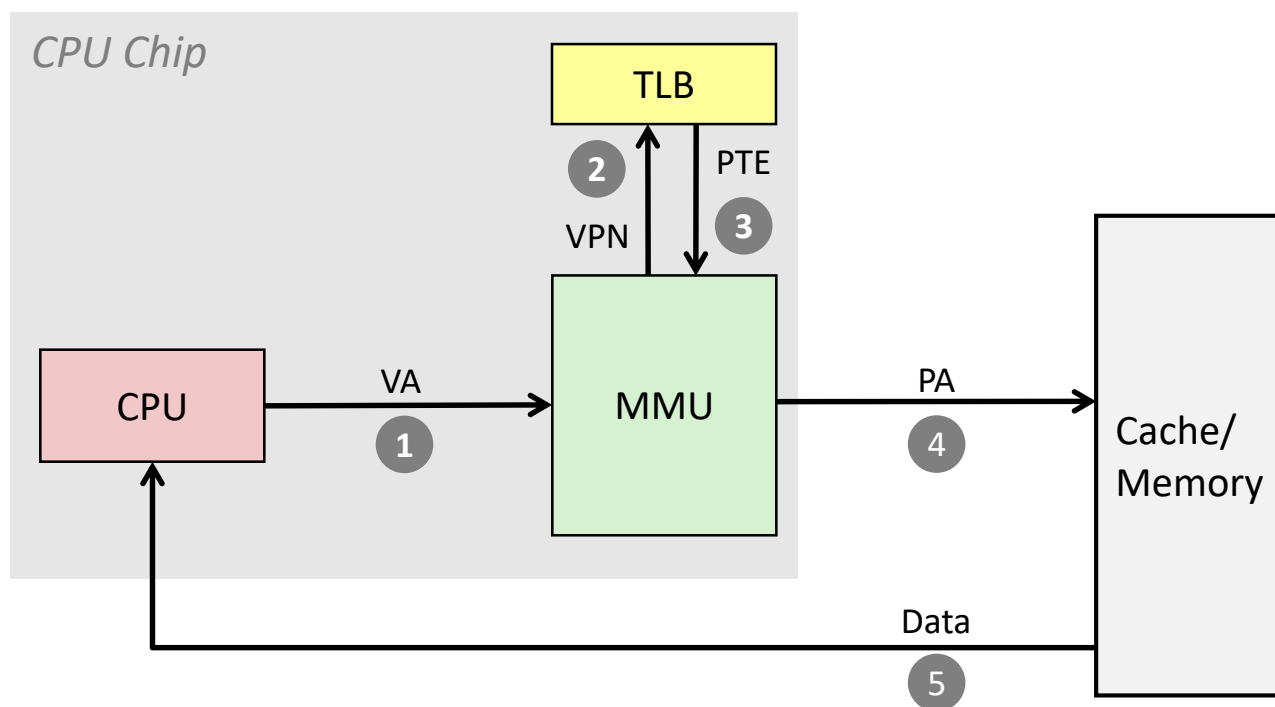 CPU Chip
TLB
2
PTE
VPN
3
CPU
VA
1
MMU
PA
4
Cache/
Memory
Data
5